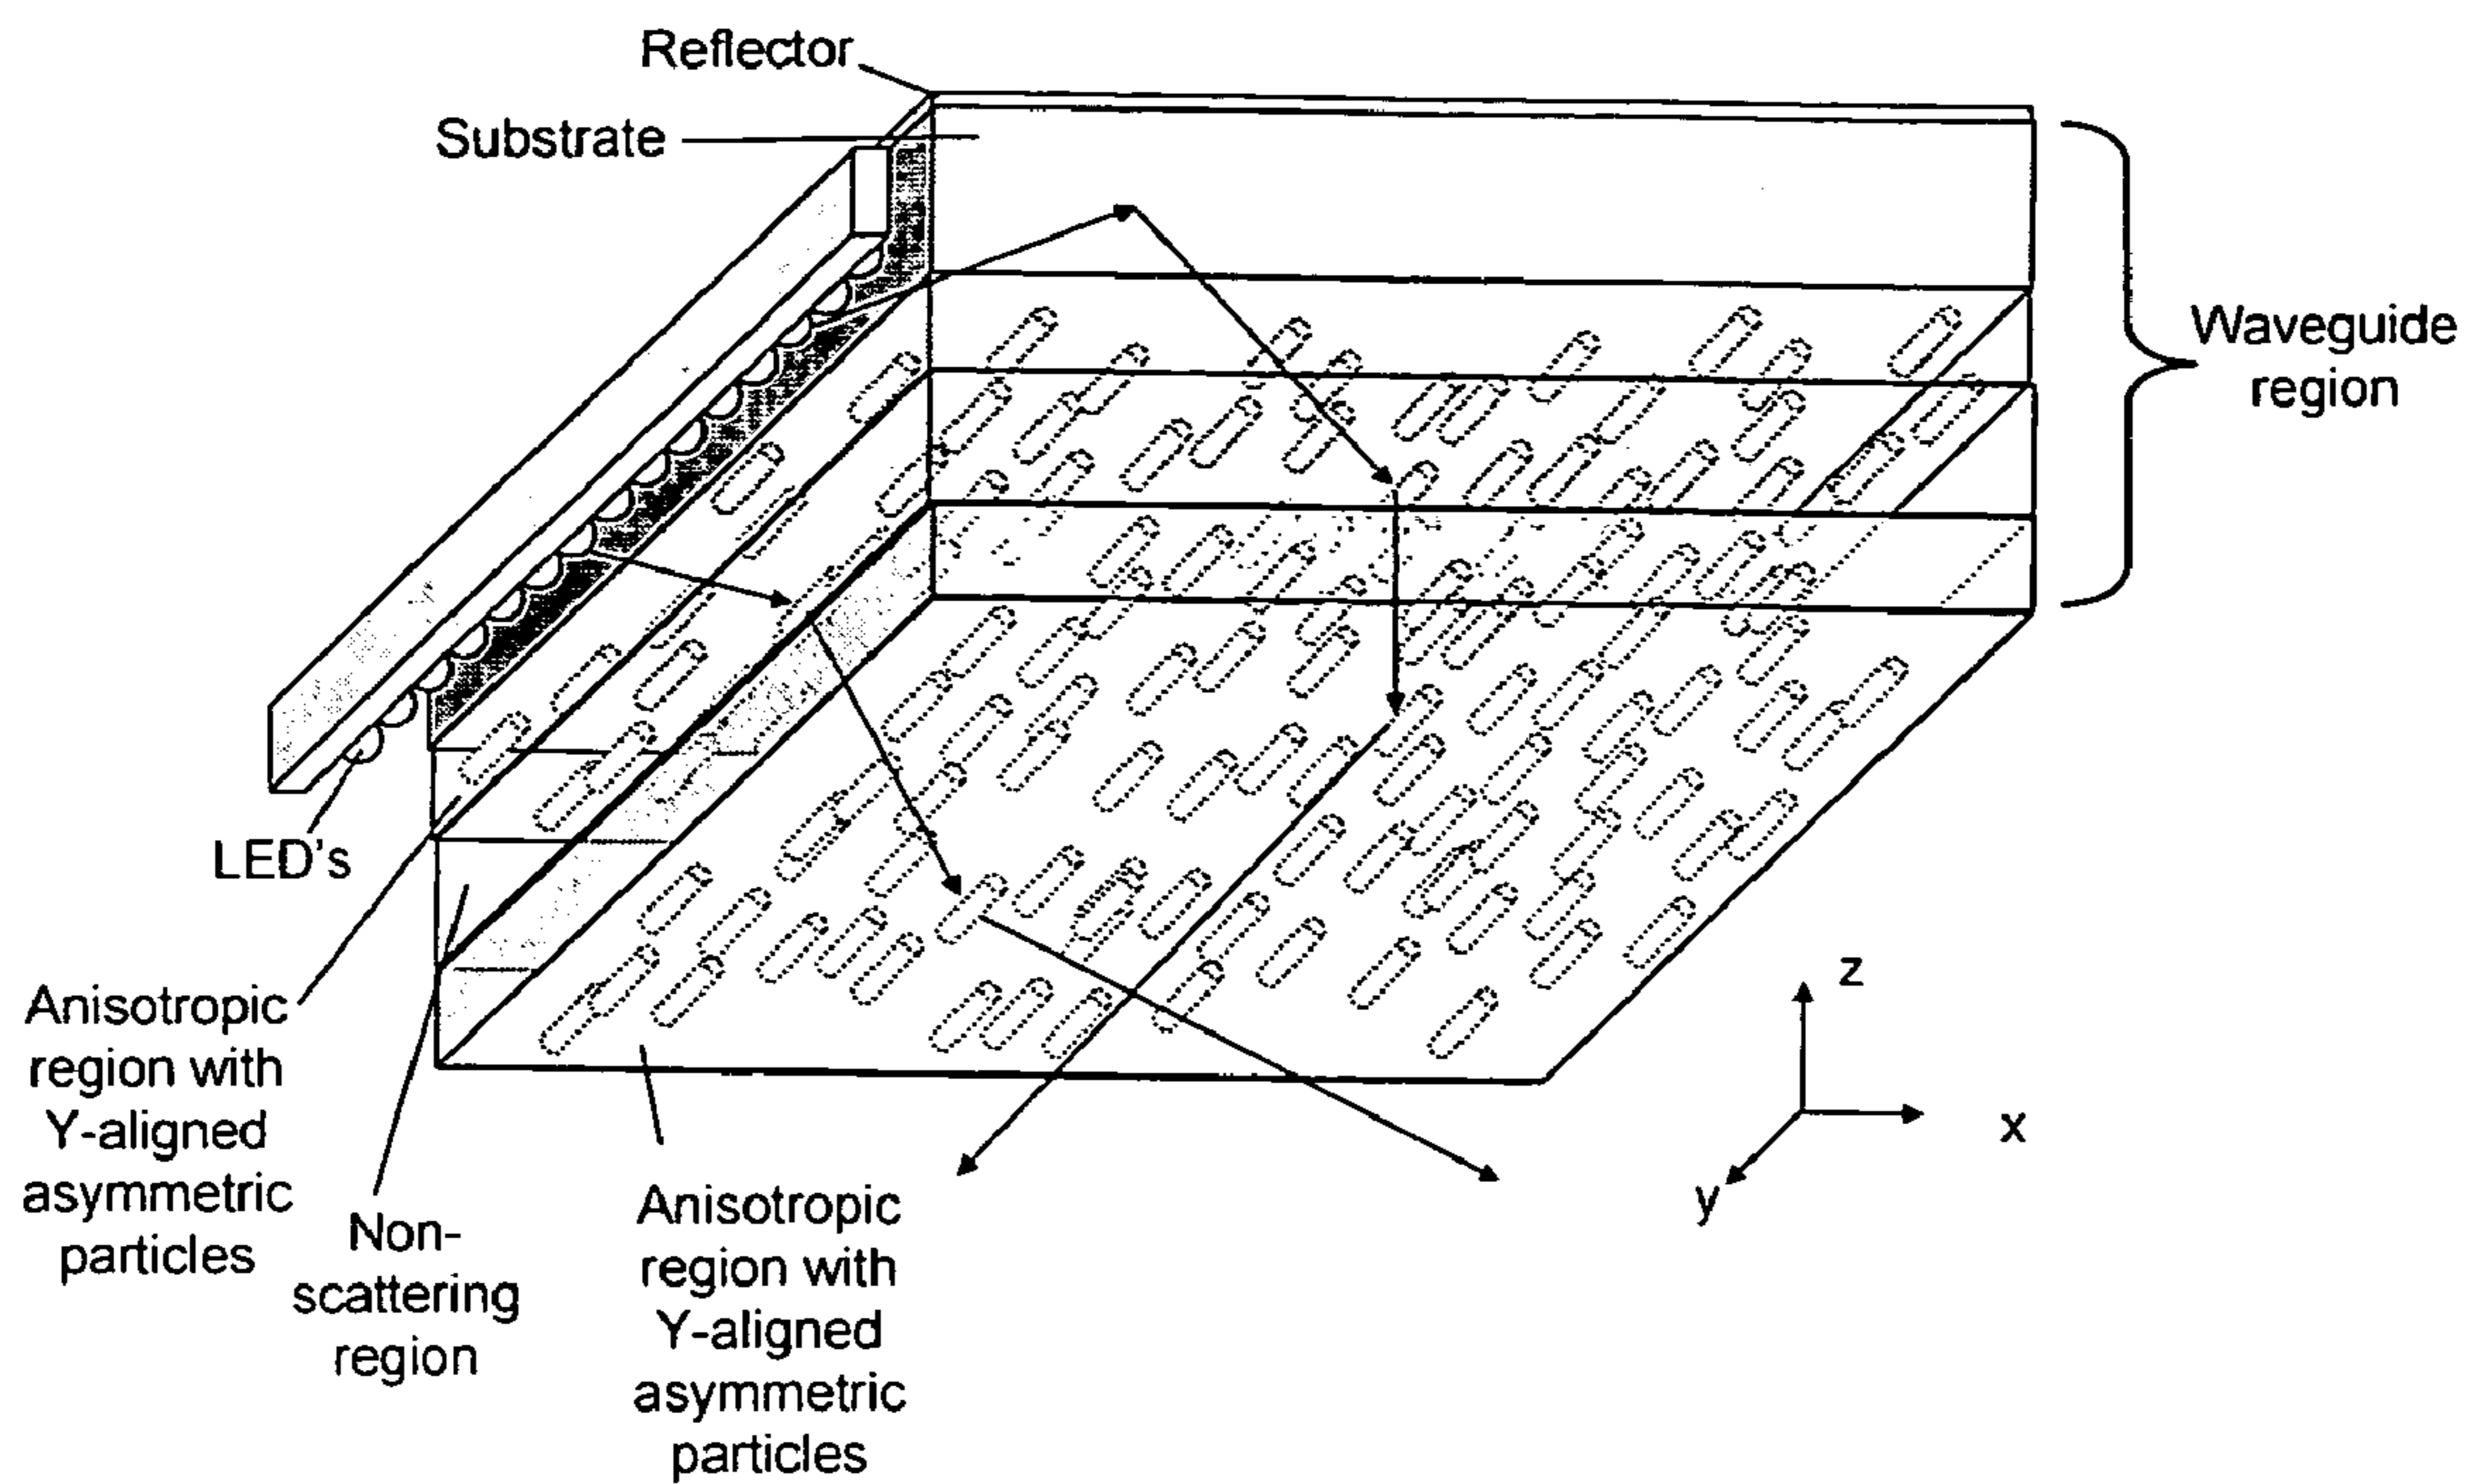 Reflector
Substrate
Waveguide
region
LED's
Anisotropic
region with
Y-aligned
asymmetric
particles
Non-
scattering
region
Anisotropic
region with
Y-aligned
asymmetric
particles
z
x
y